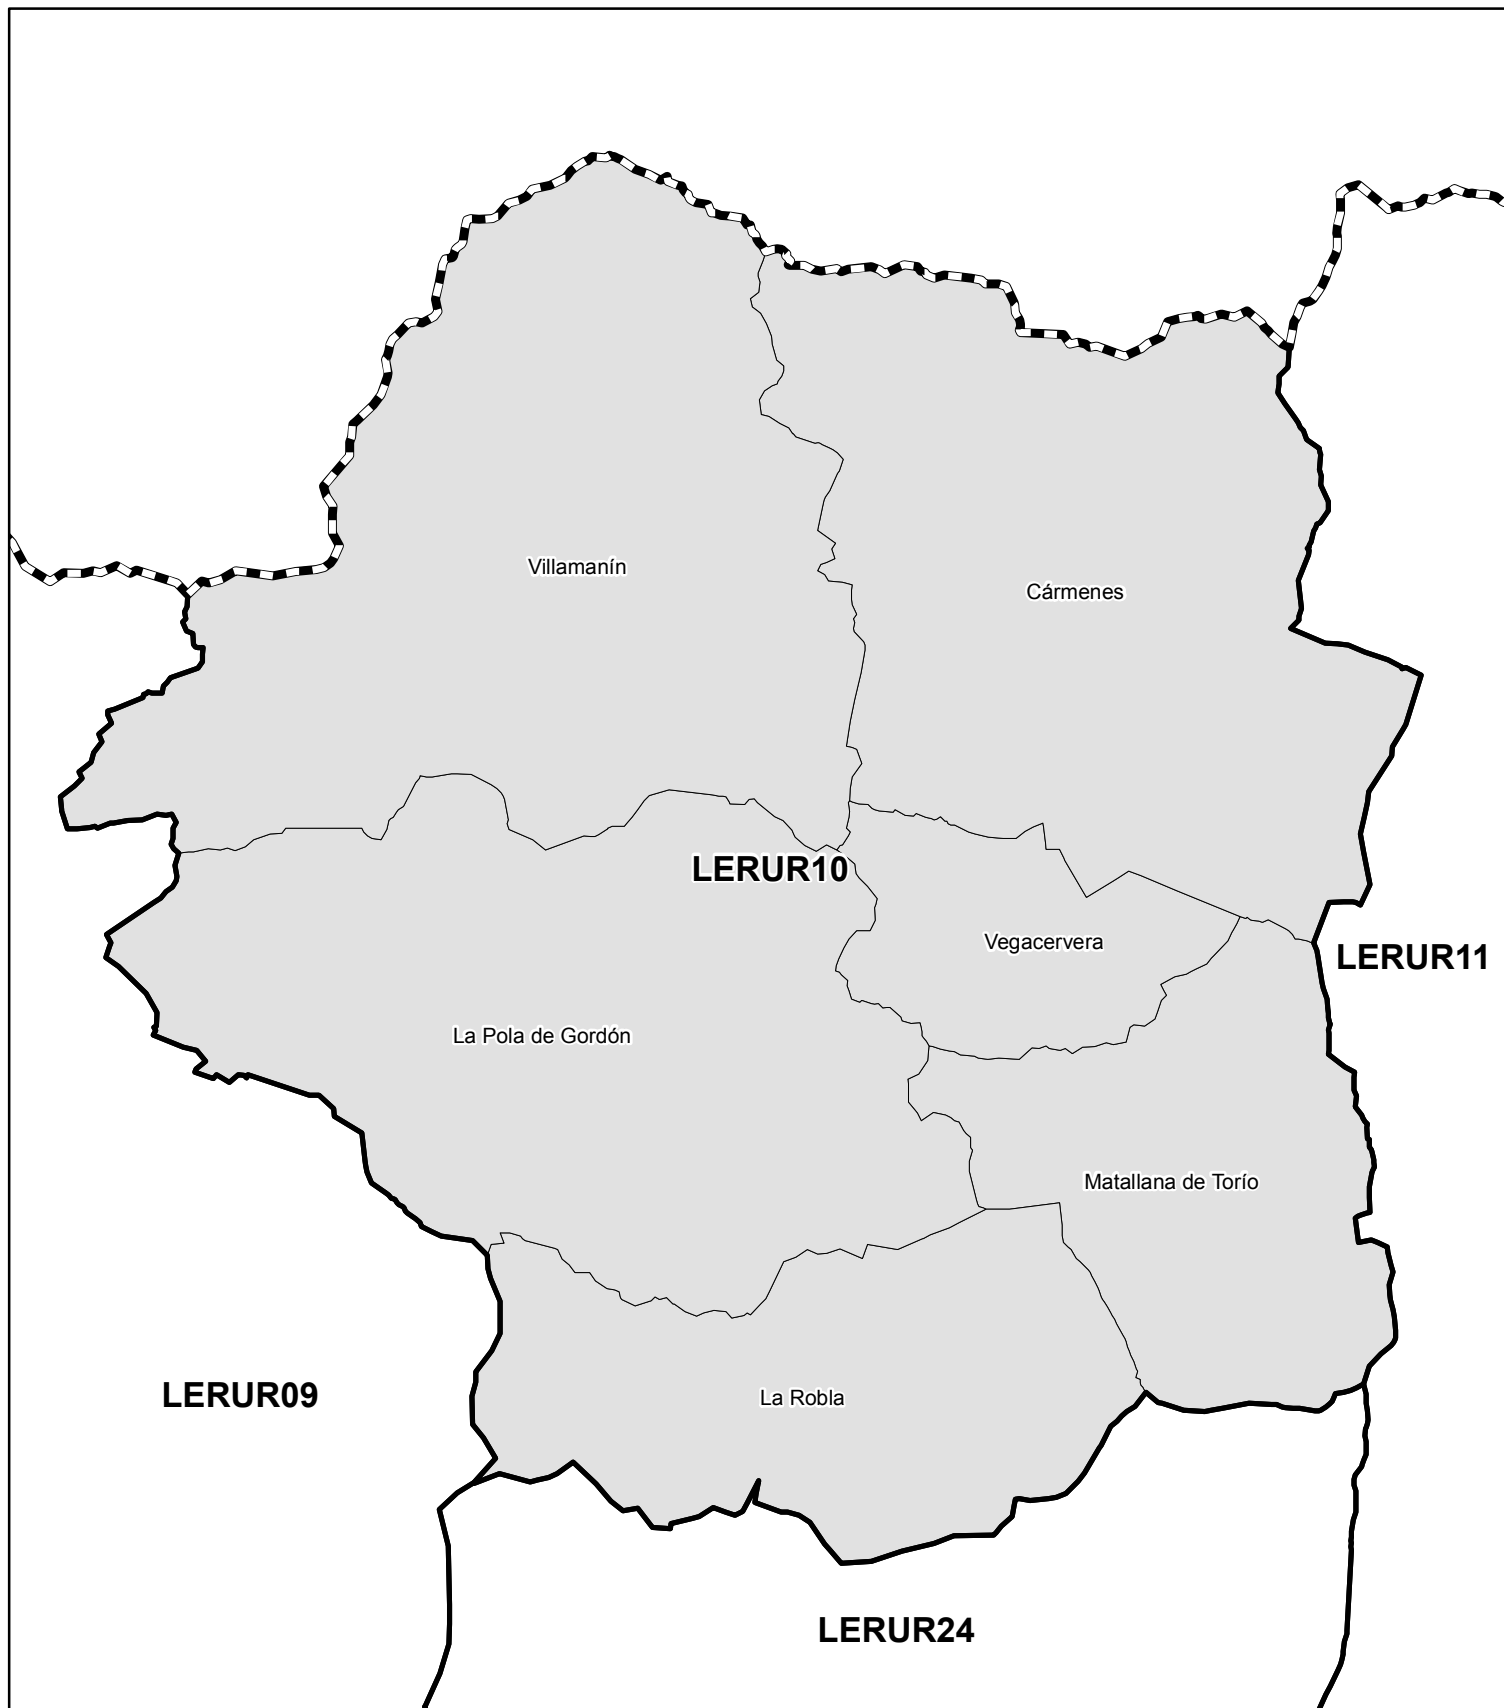 Villamanín
Cármenes
LERUR10
Vegacervera
LERUR11
La Pola de Gordón
Matallana de Torío
LERUR09
La Robla
LERUR24